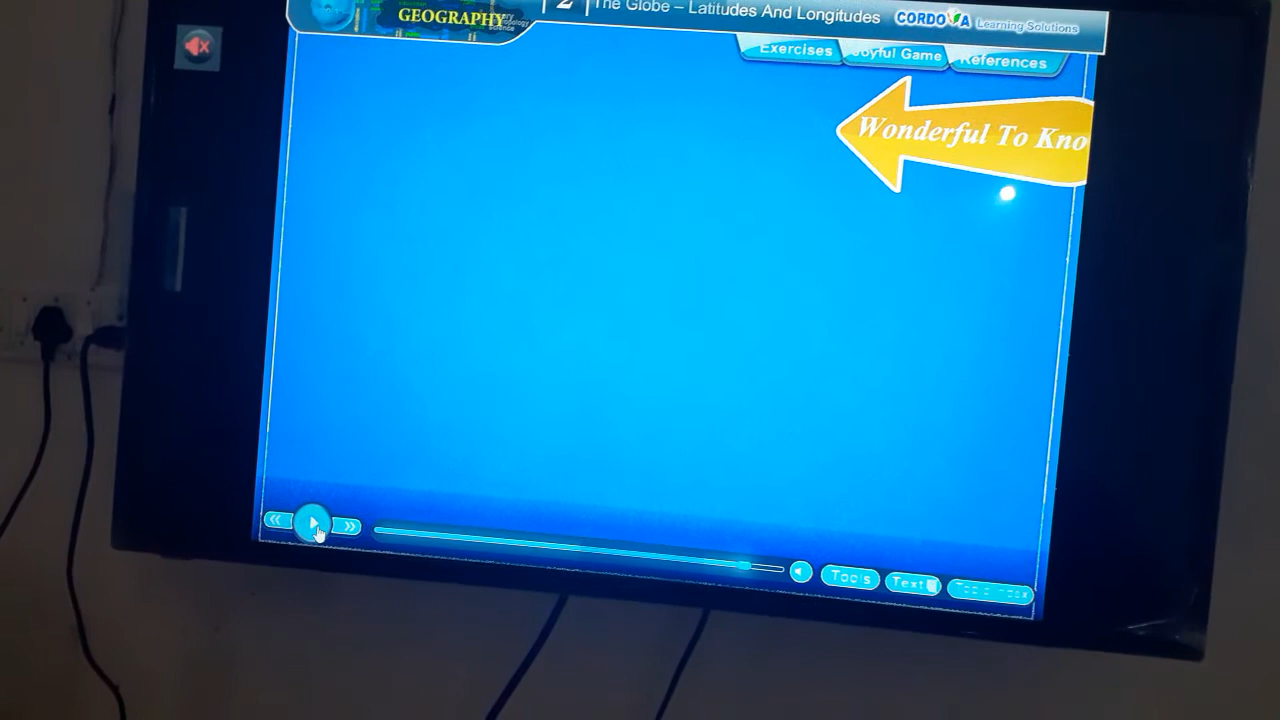 GEOGRAPHY
2 The Globe – Latitudes And Longitudes
CORDOVA Learning Solutions
Exercises
Joyful Game
References
Wonderful To Kno
Tools
Text